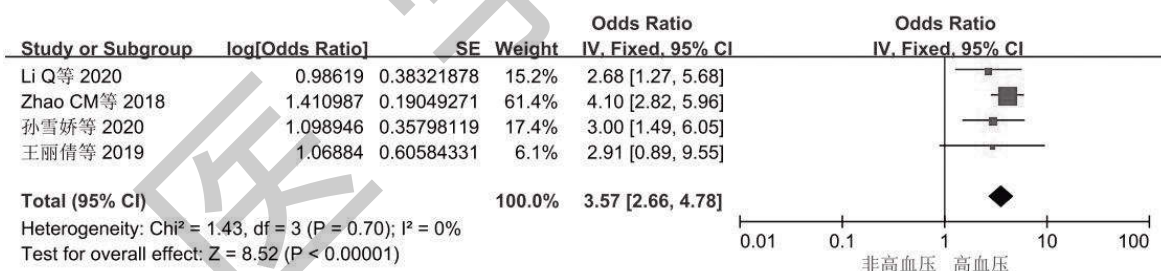 Odds Ratio Odds Ratio
Study or Subgroup log[Odds Ratio] SE Weight IV, Fixed, 95% CI IV, Fixed, 95% CI
Li Q等 2020 0.98619 0.38321878 15.2% 2.68 [1.27, 5.68]
Zhao CM等 2018 1.410987 0.19049271 61.4% 4.10 [2.82, 5.96]
孙雪娇等 2020 1.098946 0.35798119 17.4% 3.00 [1.49, 6.05]
王丽倩等 2019 1.06884 0.60584331 6.1% 2.91 [0.89, 9.55]
Total (95% CI) 100.0% 3.57 [2.66, 4.78]
Heterogeneity: Chi² = 1.43, df = 3 (P = 0.70); I² = 0%
Test for overall effect: Z = 8.52 (P < 0.00001)
0.01 0.1 1 10 100
非高血压 高血压
医